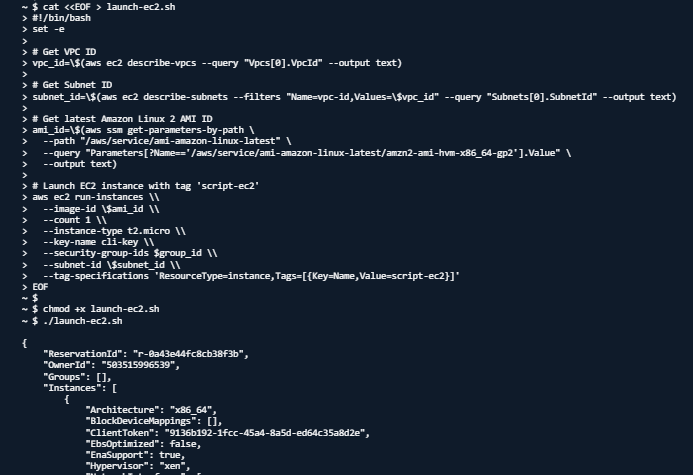 ~ $ cat <<EOF > launch-ec2.sh
> #!/bin/bash
> set -e
>
> # Get VPC ID
> vpc_id=\$(aws ec2 describe-vpcs --query "Vpcs[0].VpcId" --output text)
>
> # Get Subnet ID
> subnet_id=\$(aws ec2 describe-subnets --filters "Name=vpc-id,Values=\$vpc_id" --query "Subnets[0].SubnetId" --output text)
>
> # Get latest Amazon Linux 2 AMI ID
> ami_id=\$(aws ssm get-parameters-by-path \
>   --path "/aws/service/ami-amazon-linux-latest" \
>   --query "Parameters[?Name=='/aws/service/ami-amazon-linux-latest/amzn2-ami-hvm-x86_64-gp2'].Value" \
>   --output text)
>
> # Launch EC2 instance with tag 'script-ec2'
> aws ec2 run-instances \\
>   --image-id \$ami_id \\
>   --count 1 \\
>   --instance-type t2.micro \\
>   --key-name cli-key \\
>   --security-group-ids $group_id \\
>   --subnet-id \$subnet_id \\
>   --tag-specifications 'ResourceType=instance,Tags=[{Key=Name,Value=script-ec2}]'
> EOF
~ $
~ $ chmod +x launch-ec2.sh
~ $ ./launch-ec2.sh

{
    "ReservationId": "r-0a43e44fc8cb38f3b",
    "OwnerId": "503515996539",
    "Groups": [],
    "Instances": [
        {
            "Architecture": "x86_64",
            "BlockDeviceMappings": [],
            "ClientToken": "9136b192-1fcc-45a4-8a5d-ed64c35a8d2e",
            "EbsOptimized": false,
            "EnaSupport": true,
            "Hypervisor": "xen",